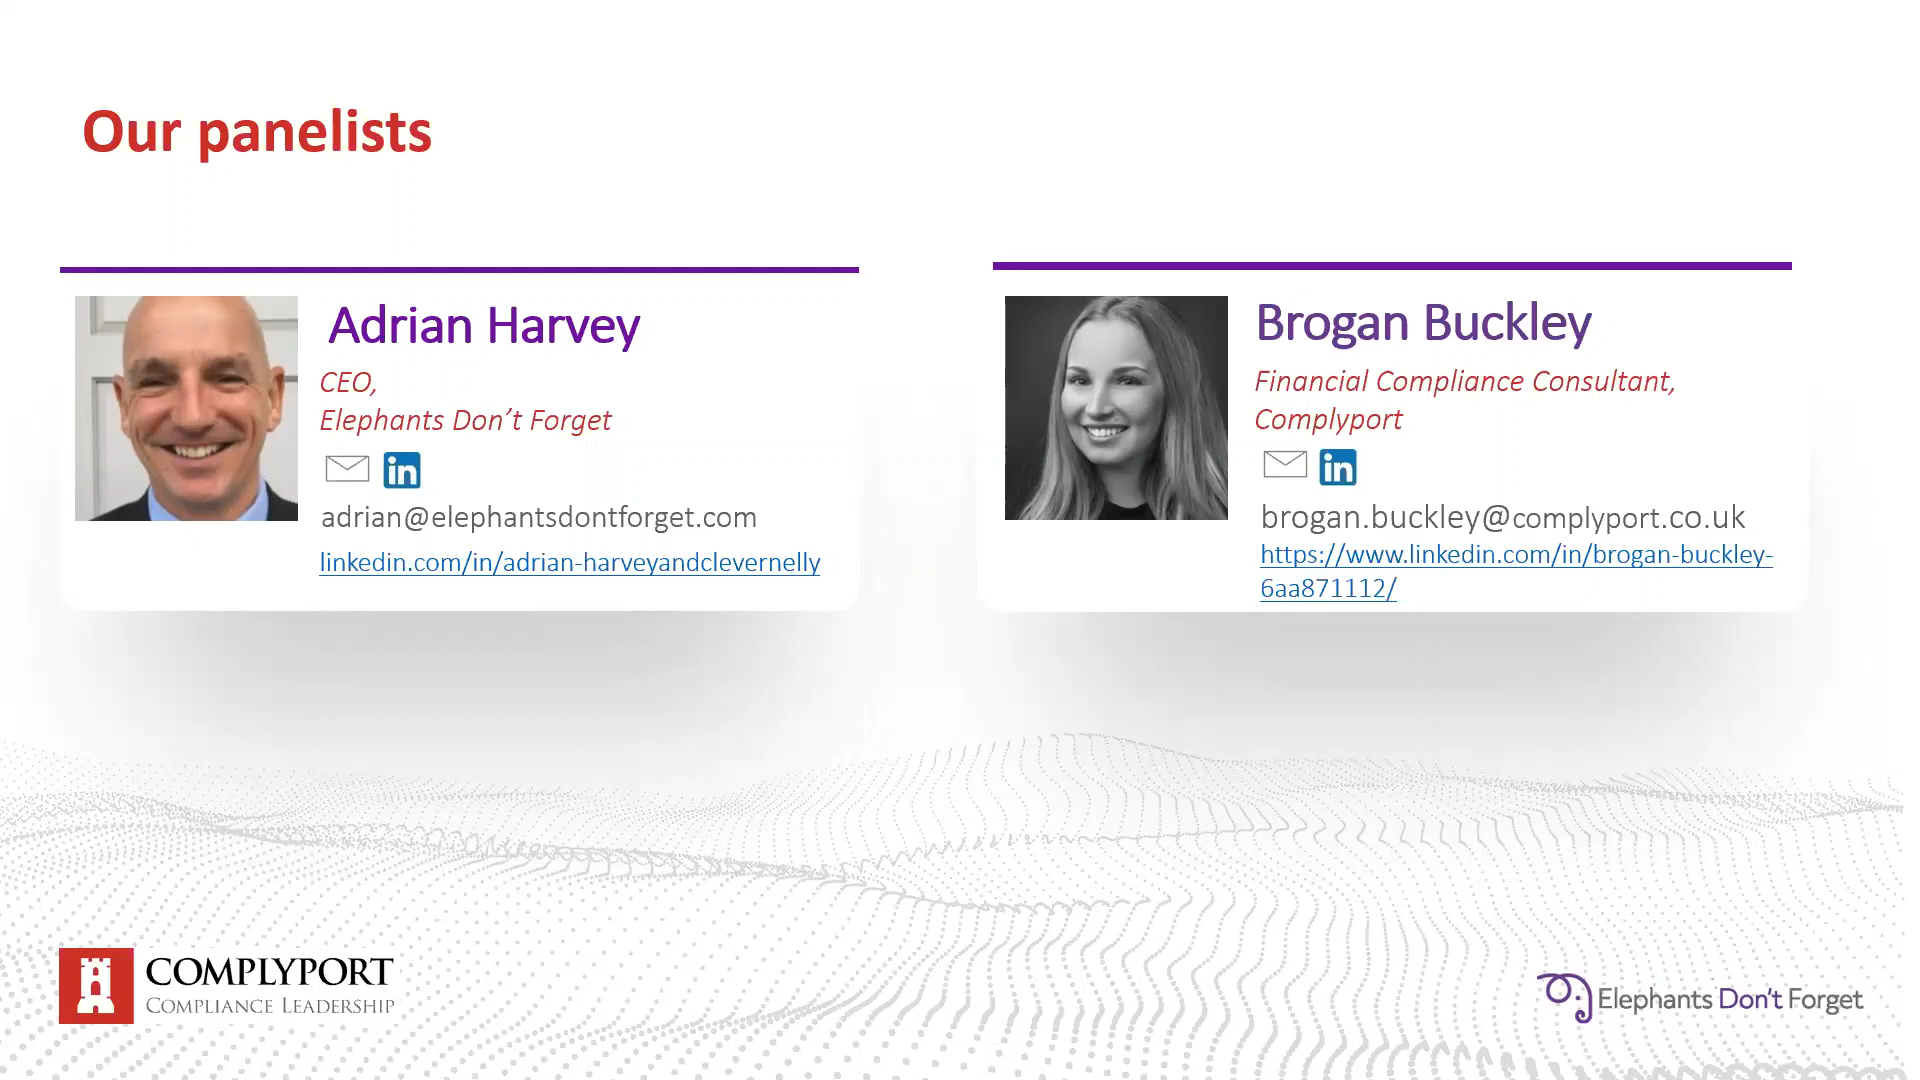 Our panelists
Adrian Harvey
CEO,
Elephants Don’t Forget
in
adrian@elephantsdontforget.com
linkedin.com/in/adrian-harveyandclevernelly
Brogan Buckley
Financial Compliance Consultant,
Complyport
in
brogan.buckley@complyport.co.uk
https://www.linkedin.com/in/brogan-buckley-
6aa871112/
COMPLYPORT
COMPLIANCE LEADERSHIP
Elephants Don't Forget